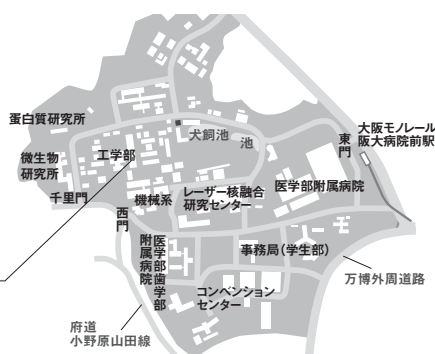 蛋白質研究所
犬飼池
池
大阪モノレール
阪大病院前駅
東門
微生物
研究所
工学部
千里門
機械系
レーザー核融合
研究センター
医学部附属病院
西門
医学部歯学部
附属病院
事務局(学生部)
万博外周道路
コンベンション
センター
府道
小野原山田線